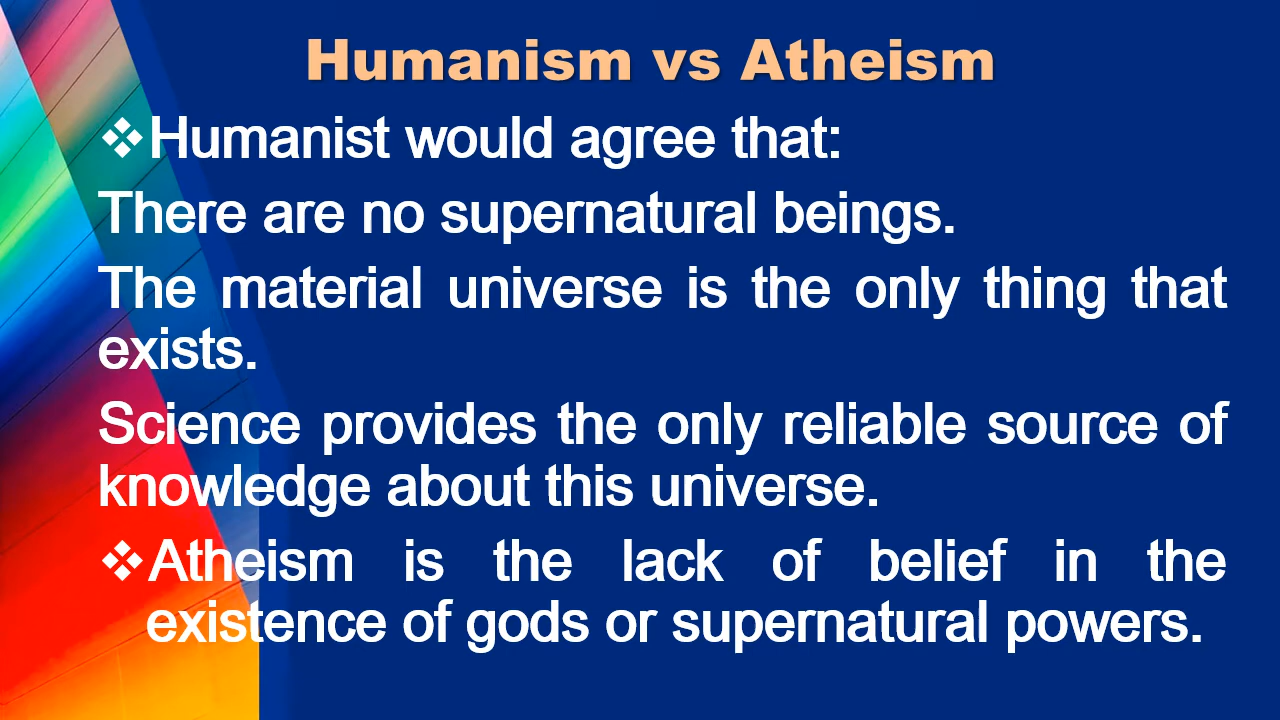 Humanism vs Atheism
❖Humanist would agree that:
There are no supernatural beings.
The material universe is the only thing that
exists.
Science provides the only reliable source of
knowledge about this universe.
❖Atheism is the lack of belief in the
existence of gods or supernatural powers.